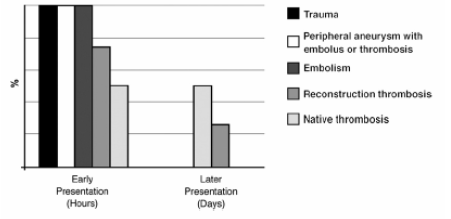 Trauma
Peripheral aneurysm with
embolus or thrombosis
Embolism
Reconstruction thrombosis
Native thrombosis
%
Early
Presentation
(Hours)
Later
Presentation
(Days)